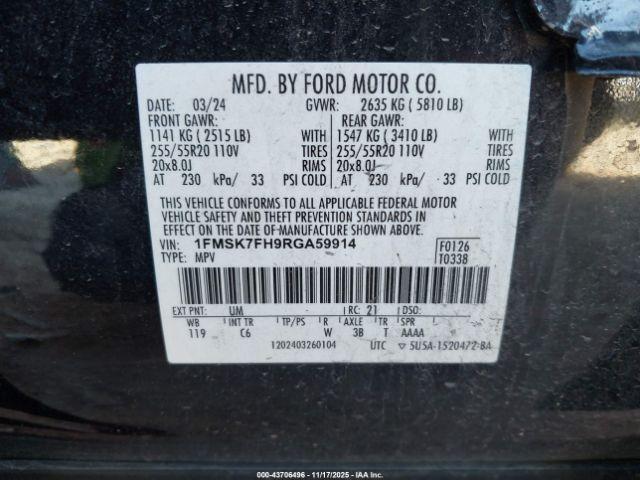 MFD. BY FORD MOTOR CO.
DATE: 03/24 GVWR: 2635 KG ( 5810 LB)
FRONT GAWR: REAR GAWR:
1141 KG ( 2515 LB) WITH 1547 KG ( 3410 LB) WITH
255/55R20 110V TIRES 255/55R20 110V TIRES
20x8.0J RIMS 20x8.0J RIMS
AT 230 kPa/ 33 PSI COLD AT 230 kPa/ 33 PSI COLD
THIS VEHICLE CONFORMS TO ALL APPLICABLE FEDERAL MOTOR
VEHICLE SAFETY AND THEFT PREVENTION STANDARDS IN
EFFECT ON THE DATE OF MANUFACTURE SHOWN ABOVE.
VIN: 1FMSK7FH9RGA59914 F0126
TYPE: MPV T0338
EXT PNT: UM RC: 21 DSO:
WB INT TR TP/PS R AXLE TR SPR
119 C6 W 3B T AAAA
1202403260104 UTC ▽ 5U5A-1520472-BA
000-43706496 - 11/17/2025 - IAAI.COM